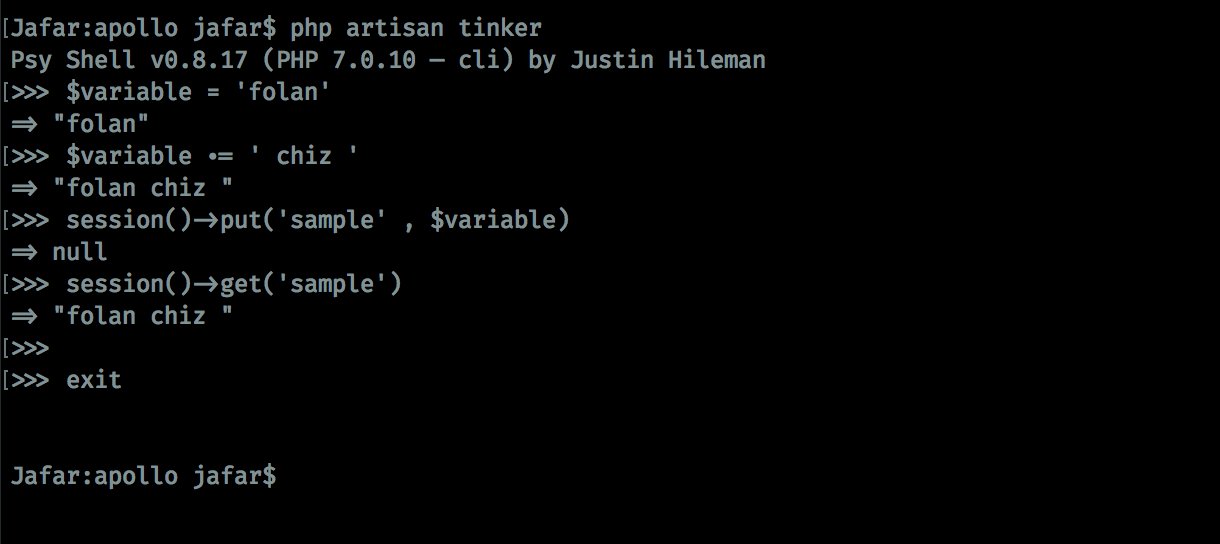 [Jafar:apollo jafar$ php artisan tinker
Psy Shell v0.8.17 (PHP 7.0.10 — cli) by Justin Hileman
[>>> $variable = 'folan'
=> "folan"
[>>> $variable .= ' chiz '
=> "folan chiz "
[>>> session()->put('sample' , $variable)
=> null
[>>> session()->get('sample')
=> "folan chiz "
[>>>
[>>> exit
Jafar:apollo jafar$